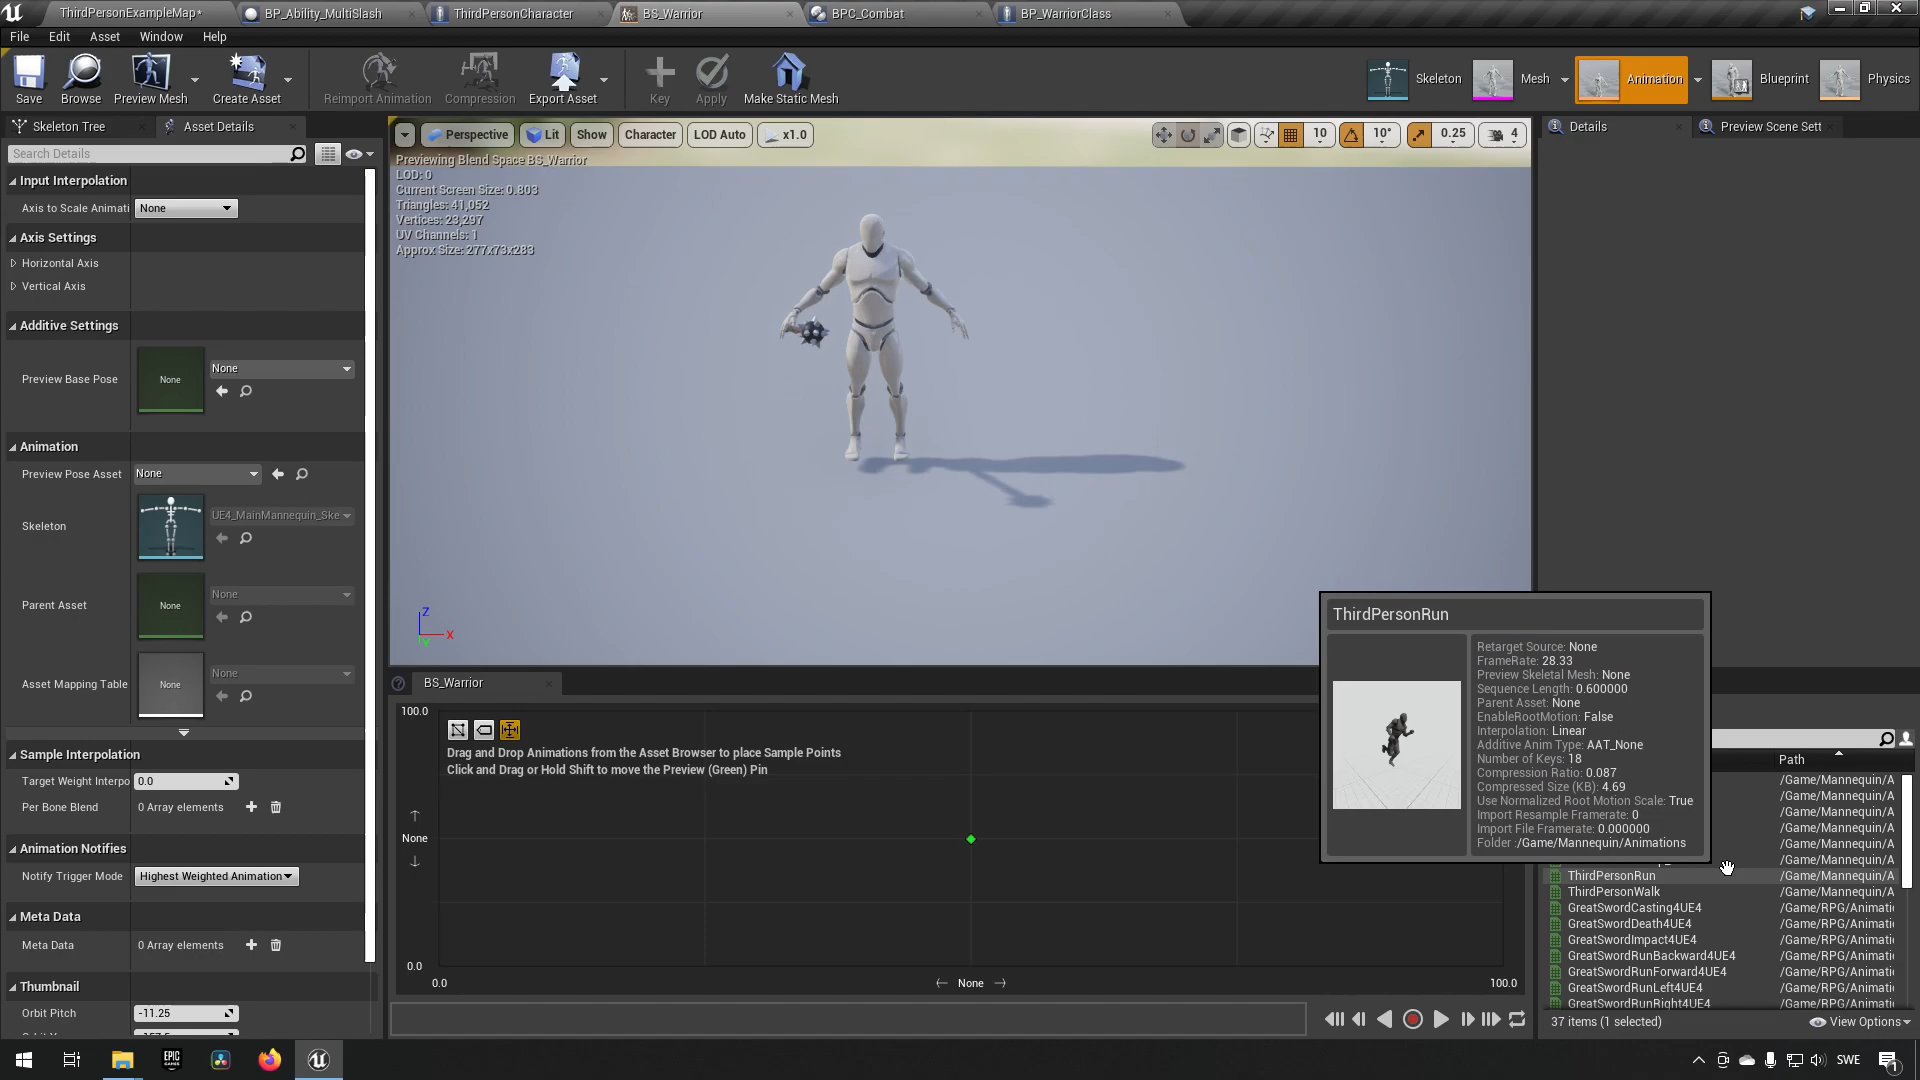 ThirdPersonExampleMap*
BP_Ability_MultiSlash
ThirdPersonCharacter
BS_Warrior
BPC_Combat
BP_WarriorClass
File Edit Asset Window Help
Save
Browse
Preview Mesh
Create Asset
Reimport Animation
Compression
Export Asset
Key
Apply
Make Static Mesh
Skeleton
Mesh
Animation
Blueprint
Physics
Skeleton Tree
Asset Details
Search Details
Input Interpolation
Axis to Scale Animati None
Axis Settings
Horizontal Axis
Vertical Axis
Additive Settings
Preview Base Pose None None
Animation
Preview Pose Asset None
Skeleton UE4_MainMannequin_Ske
Parent Asset None None
Asset Mapping Table None None
Sample Interpolation
Target Weight Interpo 0.0
Per Bone Blend 0 Array elements
Animation Notifies
Notify Trigger Mode Highest Weighted Animation
Meta Data
Meta Data 0 Array elements
Thumbnail
Orbit Pitch -11.25
Perspective Lit Show Character LOD Auto x1.0
10 10° 0.25 4
Previewing Blend Space BS_Warrior
LOD: 0
Current Screen Size: 0.803
Triangles: 41,052
Vertices: 23,297
UV Channels: 1
Approx Size: 277x73x283
Z
X
Y
BS_Warrior
100.0
Drag and Drop Animations from the Asset Browser to place Sample Points
Click and Drag or Hold Shift to move the Preview (Green) Pin
None
0.0
0.0 None 100.0
Details
Preview Scene Sett
ThirdPersonRun
Retarget Source: None
FrameRate: 28.33
Preview Skeletal Mesh: None
Sequence Length: 0.600000
Parent Asset: None
EnableRootMotion: False
Interpolation: Linear
Additive Anim Type: AAT_None
Number of Keys: 18
Compression Ratio: 0.087
Compressed Size (KB): 4.69
Use Normalized Root Motion Scale: True
Import Resample Framerate: 0
Import File Framerate: 0.000000
Folder :/Game/Mannequin/Animations
Path
/Game/Mannequin/A
/Game/Mannequin/A
/Game/Mannequin/A
/Game/Mannequin/A
/Game/Mannequin/A
/Game/Mannequin/A
ThirdPersonRun /Game/Mannequin/A
ThirdPersonWalk /Game/Mannequin/A
GreatSwordCasting4UE4 /Game/RPG/Animati
GreatSwordDeath4UE4 /Game/RPG/Animati
GreatSwordImpact4UE4 /Game/RPG/Animati
GreatSwordRunBackward4UE4 /Game/RPG/Animati
GreatSwordRunForward4UE4 /Game/RPG/Animati
GreatSwordRunLeft4UE4 /Game/RPG/Animati
GreatSwordRunRight4UE4 /Game/RPG/Animati
37 items (1 selected)
View Options
EPIC GAMES
SWE
1